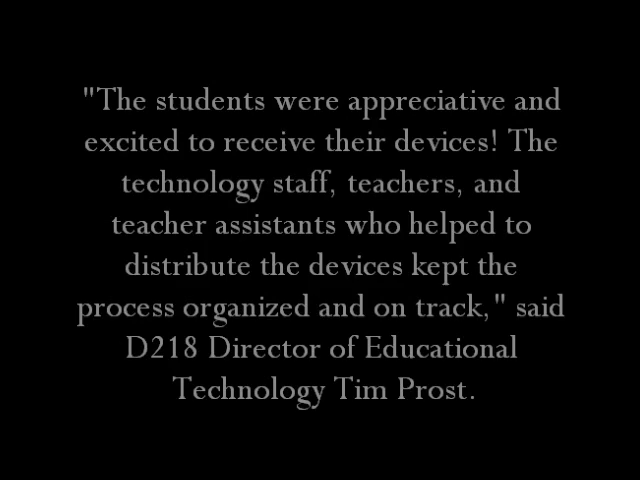 "The students were appreciative and
excited to receive their devices! The
technology staff, teachers, and
teacher assistants who helped to
distribute the devices kept the
process organized and on track," said
D218 Director of Educational
Technology Tim Prost.